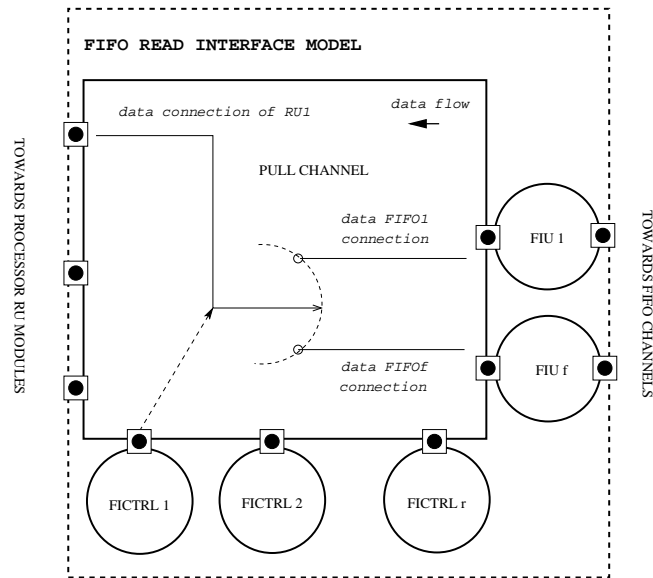 FIFO READ INTERFACE MODEL
data connection of RU1
data flow
PULL CHANNEL
data FIFO1
connection
FIU 1
data FIFOf
connection
FIU f
FICTRL 1
FICTRL 2
FICTRL r
TOWARDS PROCESSOR RU MODULES
TOWARDS FIFO CHANNELS